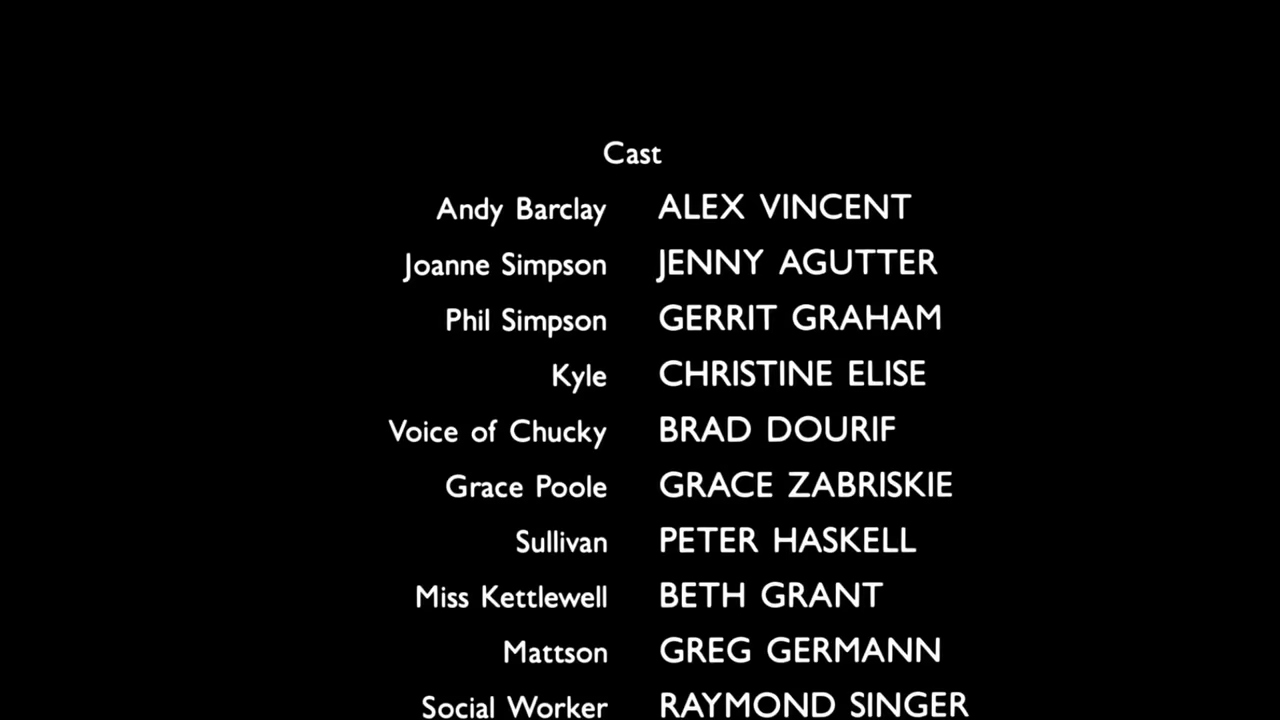 Cast
Andy Barclay ALEX VINCENT
Joanne Simpson JENNY AGUTTER
Phil Simpson GERRIT GRAHAM
Kyle CHRISTINE ELISE
Voice of Chucky BRAD DOURIF
Grace Poole GRACE ZABRISKIE
Sullivan PETER HASKELL
Miss Kettlewell BETH GRANT
Mattson GREG GERMANN
Social Worker RAYMOND SINGER